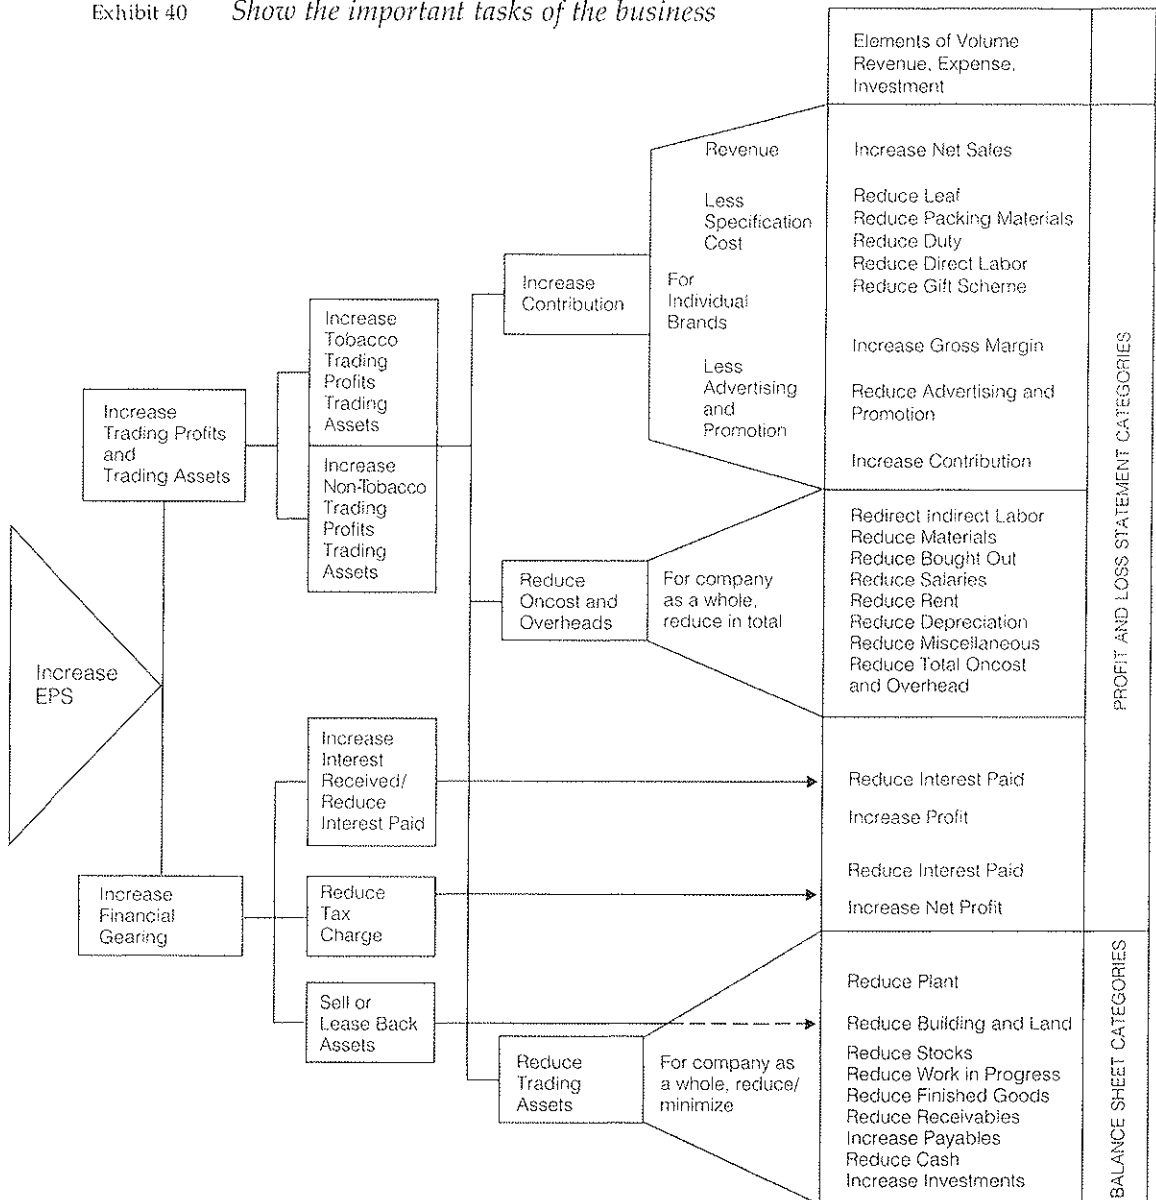 Exhibit 40 Show the important tasks of the business
Elements of Volume
Revenue, Expense,
Investment
Increase
EPS
Increase
Trading Profits
and
Trading Assets
Increase
Financial
Gearing
Increase
Tobacco
Trading
Profits
Trading
Assets
Increase
Non-Tobacco
Trading
Profits
Trading
Assets
Increase
Interest
Received/
Reduce
Interest Paid
Reduce
Tax
Charge
Sell or
Lease Back
Assets
Increase
Contribution
Reduce
Oncost and
Overheads
Reduce
Trading
Assets
Revenue
Less
Specification
Cost
For
Individual
Brands
Less
Advertising
and
Promotion
For company
as a whole,
reduce in total
For company as
a whole, reduce/
minimize
Increase Net Sales
Reduce Leaf
Reduce Packing Materials
Reduce Duty
Reduce Direct Labor
Reduce Gift Scheme
Increase Gross Margin
Reduce Advertising and
Promotion
Increase Contribution
Redirect Indirect Labor
Reduce Materials
Reduce Bought Out
Reduce Salaries
Reduce Rent
Reduce Depreciation
Reduce Miscellaneous
Reduce Total Oncost
and Overhead
Reduce Interest Paid
Increase Profit
Reduce Interest Paid
Increase Net Profit
Reduce Plant
Reduce Building and Land
Reduce Stocks
Reduce Work in Progress
Reduce Finished Goods
Reduce Receivables
Increase Payables
Reduce Cash
Increase Investments
PROFIT AND LOSS STATEMENT CATEGORIES
BALANCE SHEET CATEGORIES